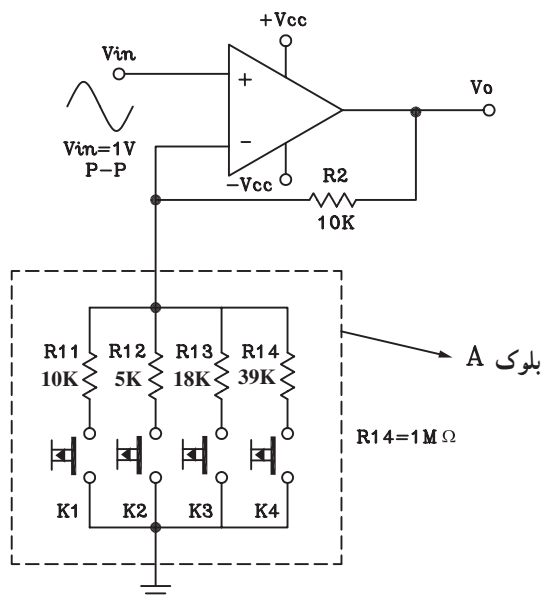 +Vcc
Vin
+
Vo
Vin=1V
P-P
-
-Vcc
R2
10K
R11 R12 R13 R14
10K 5K 18K 39K
بلوک A
R14=1M Ω
K1 K2 K3 K4